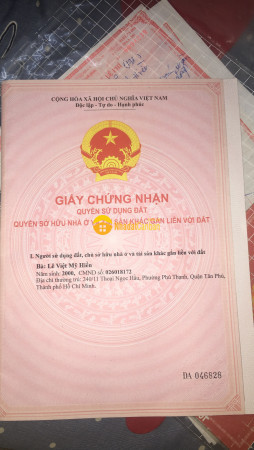 CỘNG HÒA XÃ HỘI CHỦ NGHĨA VIỆT NAM
Độc lập - Tự do - Hạnh phúc
GIẤY CHỨNG NHẬN
QUYỀN SỬ DỤNG ĐẤT
QUYỀN SỞ HỮU NHÀ Ở VÀ TÀI SẢN KHÁC GẮN LIỀN VỚI ĐẤT
I. Người sử dụng đất, chủ sở hữu nhà ở và tài sản khác gắn liền với đất
Bà: Lê Việt Mỹ Hiền
Năm sinh: 2000, CMND số: 026018172
Địa chỉ thường trú: 240/11 Thoại Ngọc Hầu, Phường Phú Thạnh, Quận Tân Phú,
Thành phố Hồ Chí Minh.
DA 046828